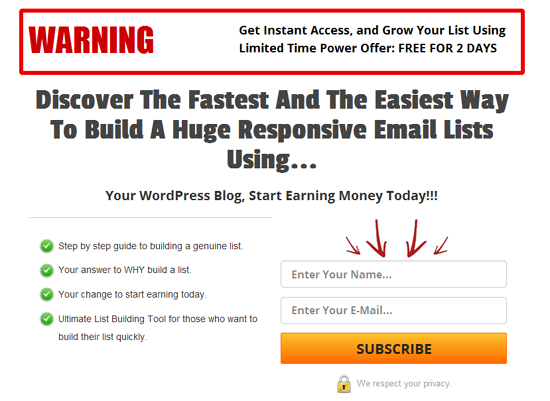 WARNING
Get Instant Access, and Grow Your List Using
Limited Time Power Offer: FREE FOR 2 DAYS
Discover The Fastest And The Easiest Way
To Build A Huge Responsive Email Lists
Using...
Your WordPress Blog, Start Earning Money Today!!!
Step by step guide to building a genuine list.
Your answer to WHY build a list.
Your change to start earning today.
Ultimate List Building Tool for those who want to
build their list quickly.
Enter Your Name...
Enter Your E-Mail...
SUBSCRIBE
We respect your privacy.